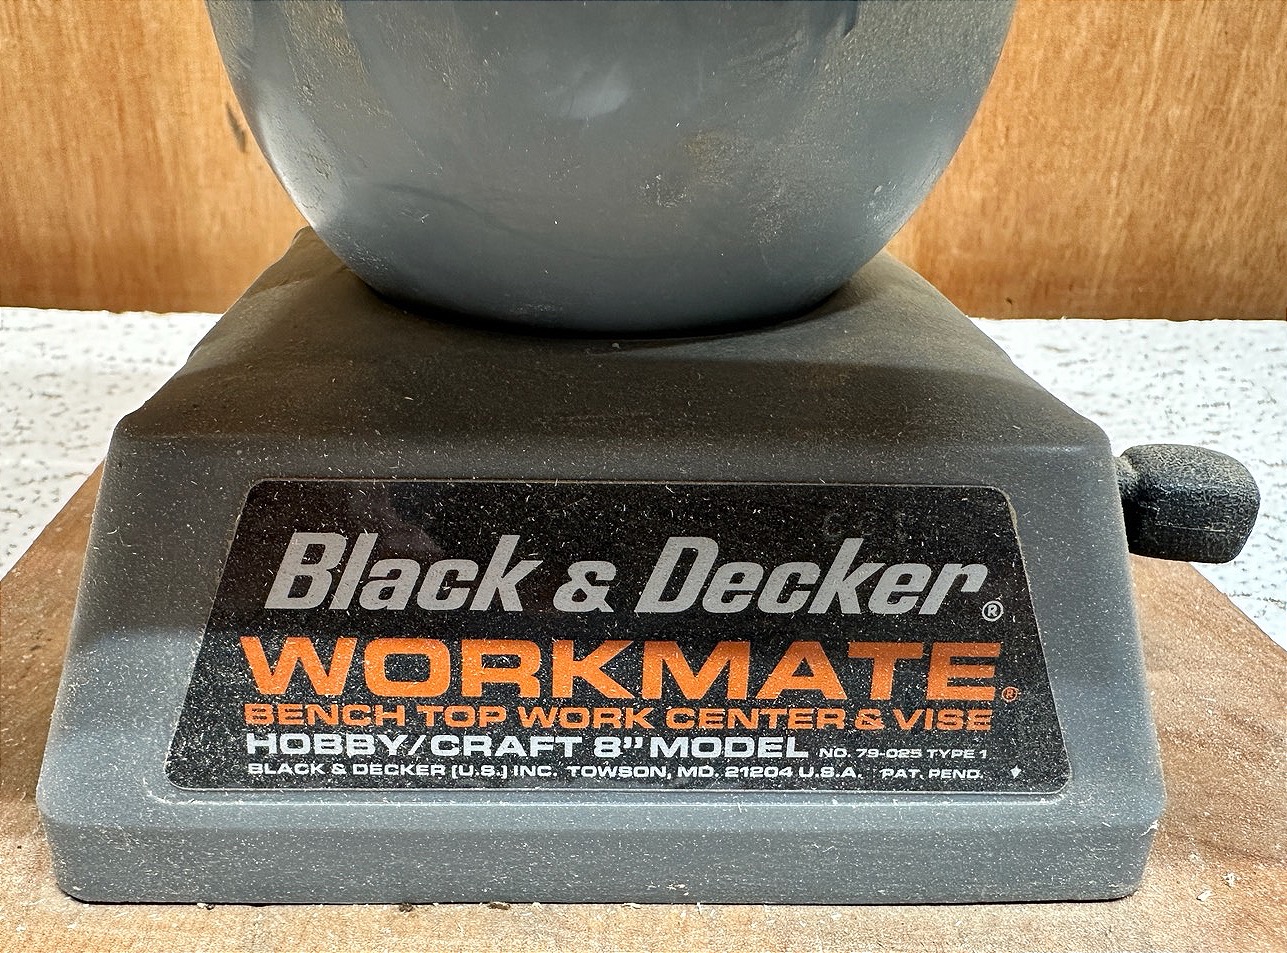 Black & Decker®
WORKMATE®
BENCH TOP WORK CENTER & VISE
HOBBY/CRAFT 8" MODEL NO. 79-025 TYPE 1
BLACK & DECKER (U.S.) INC. TOWSON, MD. 21204 U.S.A. PAT. PEND.